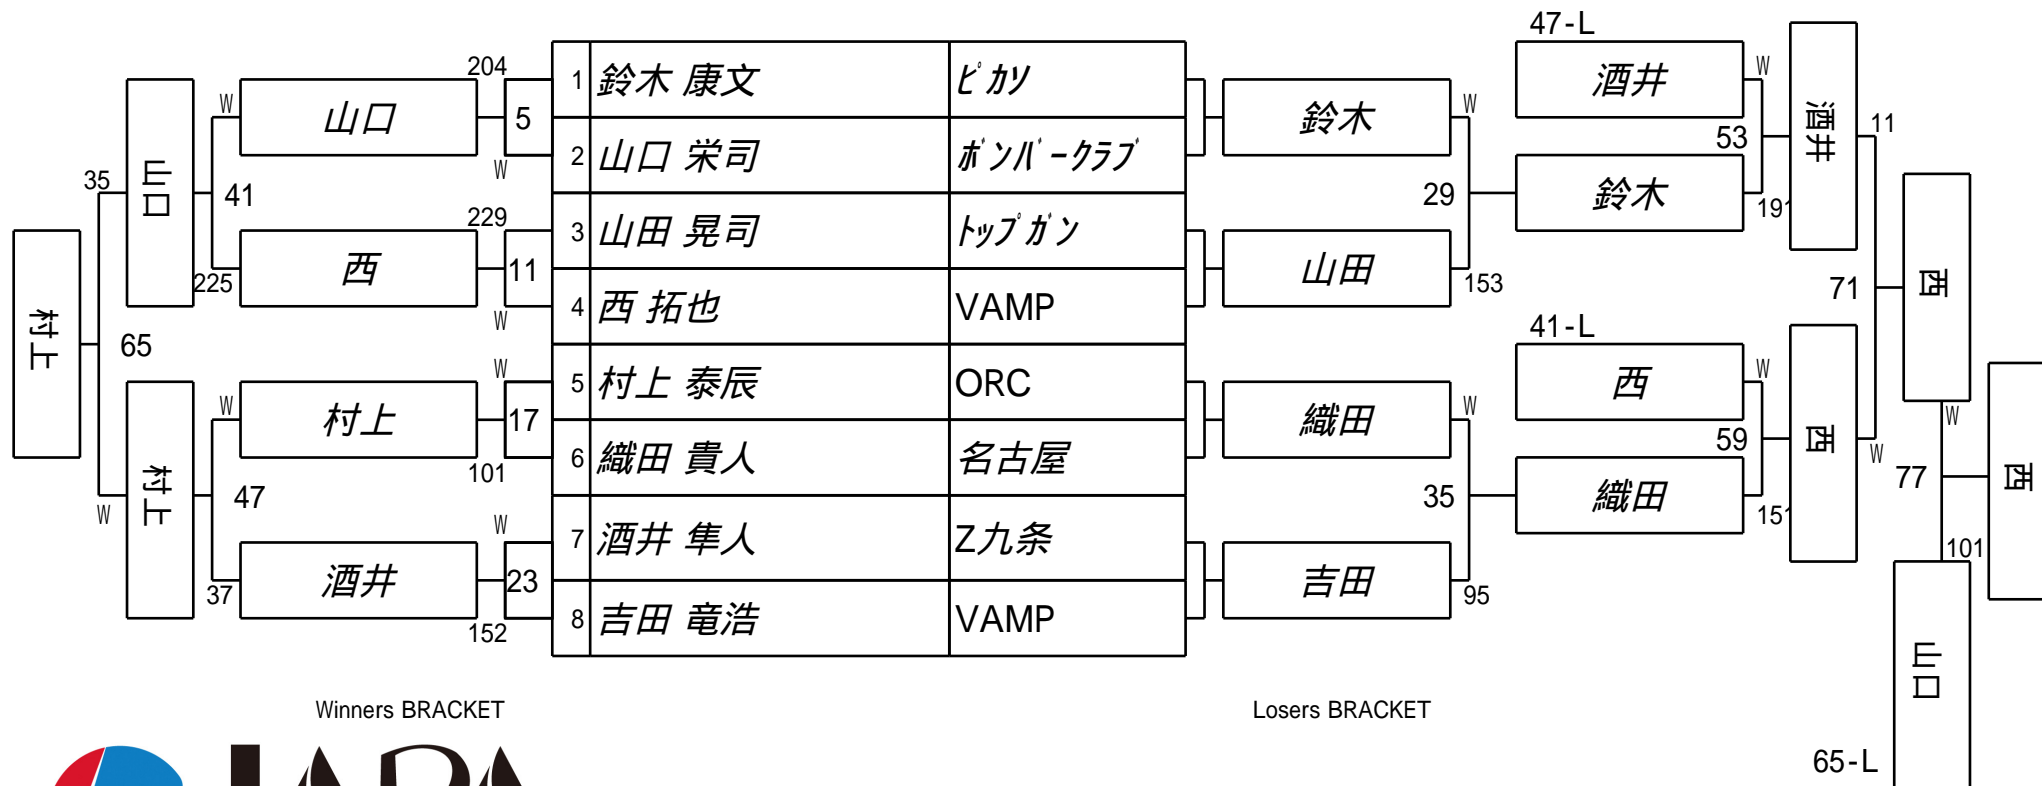 47-L
204
1 鈴木 康文 ピカソ
W 山口 5 鈴木 W 酒井 W
2 山口 栄司 ボンバークラブ 53 酒井 11
35 山口 41 W 29 鈴木 191
229
3 山田 晃司 トップガン
225 西 11 山田 153
4 西 拓也 VAMP 71 西
W 41-L
村上 65
W 5 村上 泰辰 ORC 西 W
W 村上 17 織田 W
6 織田 貴人 名古屋 59 西 W
101
W 村上 47 35 織田 151 77 西
W
7 酒井 隼人 Z九条
37 酒井 23 吉田 95 101
152 8 吉田 竜浩 VAMP
山口
Winners BRACKET Losers BRACKET
65-L